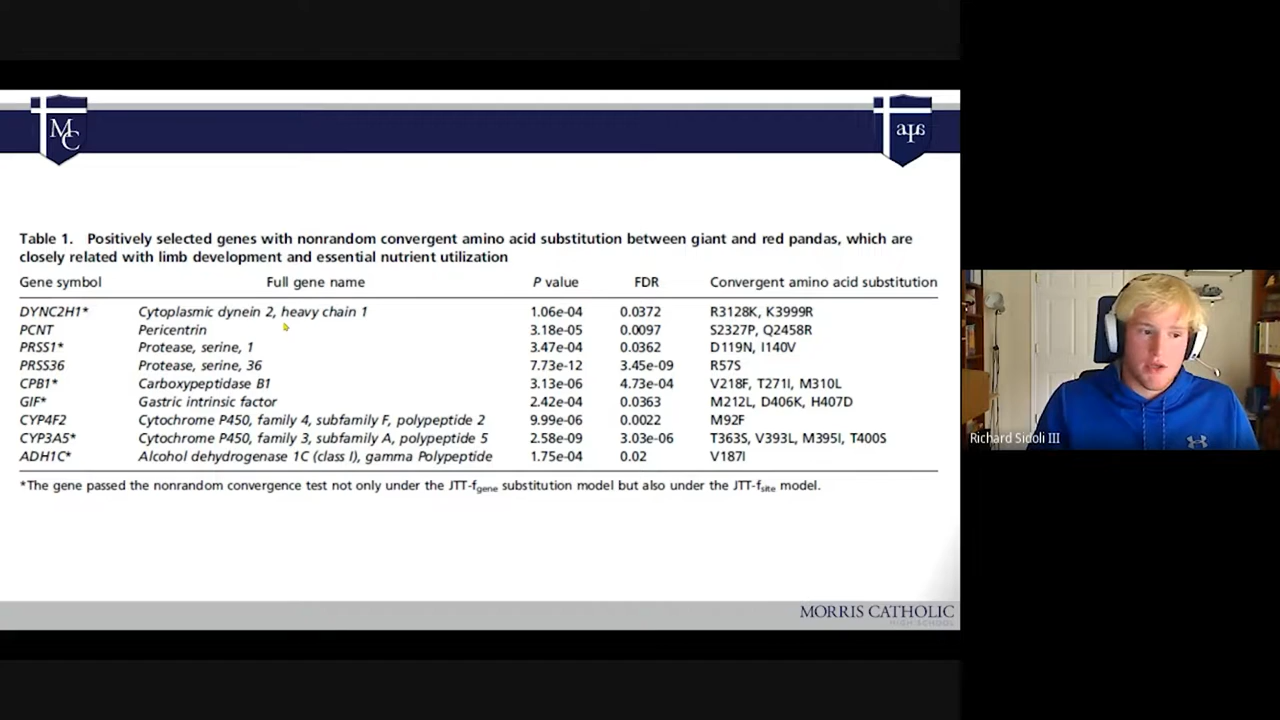 MC
Table 1. Positively selected genes with nonrandom convergent amino acid substitution between giant and red pandas, which are
closely related with limb development and essential nutrient utilization
Gene symbol Full gene name P value FDR Convergent amino acid substitution
DYNC2H1* Cytoplasmic dynein 2, heavy chain 1 1.06e-04 0.0372 R3128K, K3999R
PCNT Pericentrin 3.18e-05 0.0097 S2327P, Q2458R
PRSS1* Protease, serine, 1 3.47e-04 0.0362 D119N, I140V
PRSS36 Protease, serine, 36 7.73e-12 3.45e-09 R57S
CPB1* Carboxypeptidase B1 3.13e-06 4.73e-04 V218F, T271I, M310L
GIF* Gastric intrinsic factor 2.42e-04 0.0363 M212L, D406K, H407D
CYP4F2 Cytochrome P450, family 4, subfamily F, polypeptide 2 9.99e-06 0.0022 M92F
CYP3A5* Cytochrome P450, family 3, subfamily A, polypeptide 5 2.58e-09 3.03e-06 T363S, V393L, M395I, T400S
ADH1C* Alcohol dehydrogenase 1C (class I), gamma Polypeptide 1.75e-04 0.02 V187I
*The gene passed the nonrandom convergence test not only under the JTT-fgene substitution model but also under the JTT-fsite model.
Richard Sidoli III
MORRIS CATHOLIC
HIGH SCHOOL